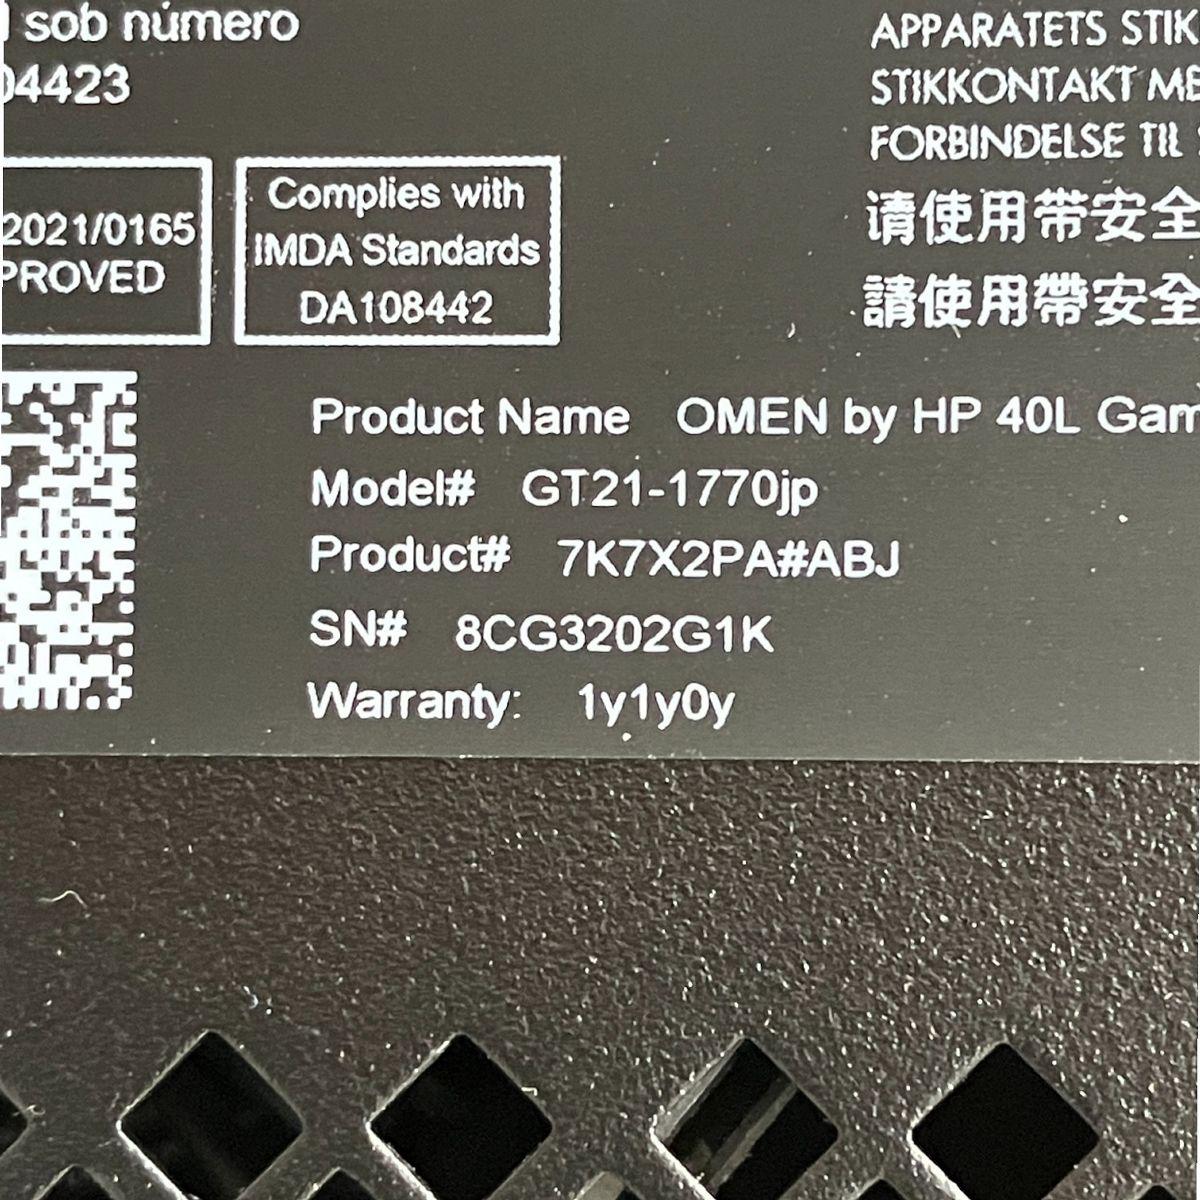 sob número
04423
2021/0165
PROVED
Complies with
IMDA Standards
DA108442
APPARATETS STIK
STIKKONTAKT ME
FORBINDELSE TIL
请使用带安全
請使用帶安全
Product Name OMEN by HP 40L Gam
Model# GT21-1770jp
Product# 7K7X2PA#ABJ
SN# 8CG3202G1K
Warranty: 1y1y0y